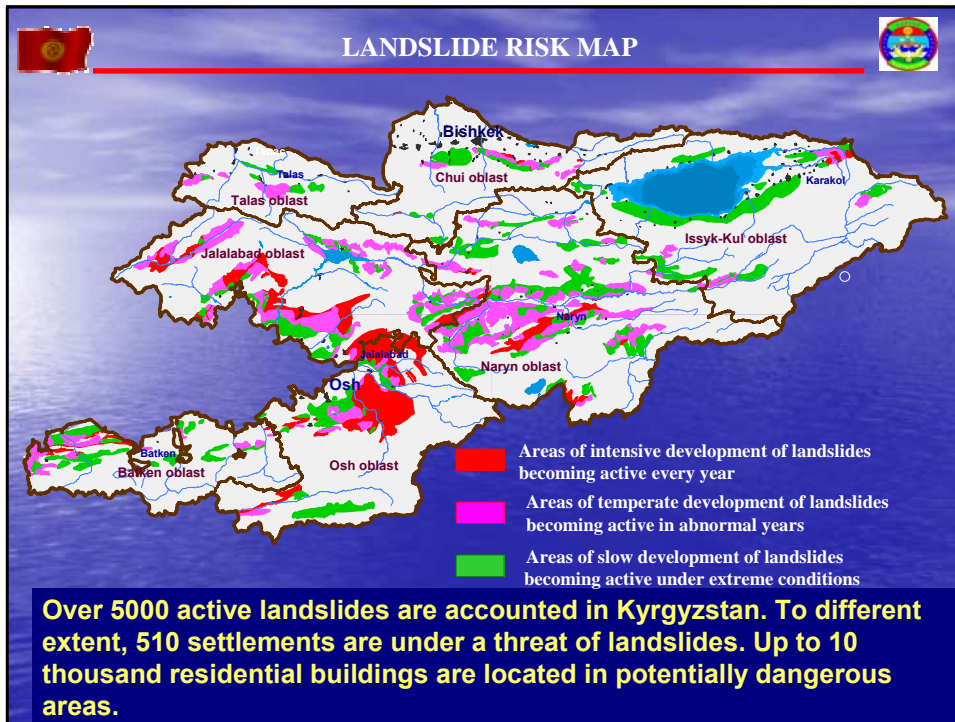 LANDSLIDE RISK MAP
Bishkek
Talas
Chui oblast
Karakol
Talas oblast
Issyk-Kul oblast
Jalalabad oblast
Naryn
Jalalabad
Naryn oblast
Osh
Batken
Batken oblast
Osh oblast
Areas of intensive development of landslides
becoming active every year
Areas of temperate development of landslides
becoming active in abnormal years
Areas of slow development of landslides
becoming active under extreme conditions
Over 5000 active landslides are accounted in Kyrgyzstan. To different
extent, 510 settlements are under a threat of landslides. Up to 10
thousand residential buildings are located in potentially dangerous
areas.